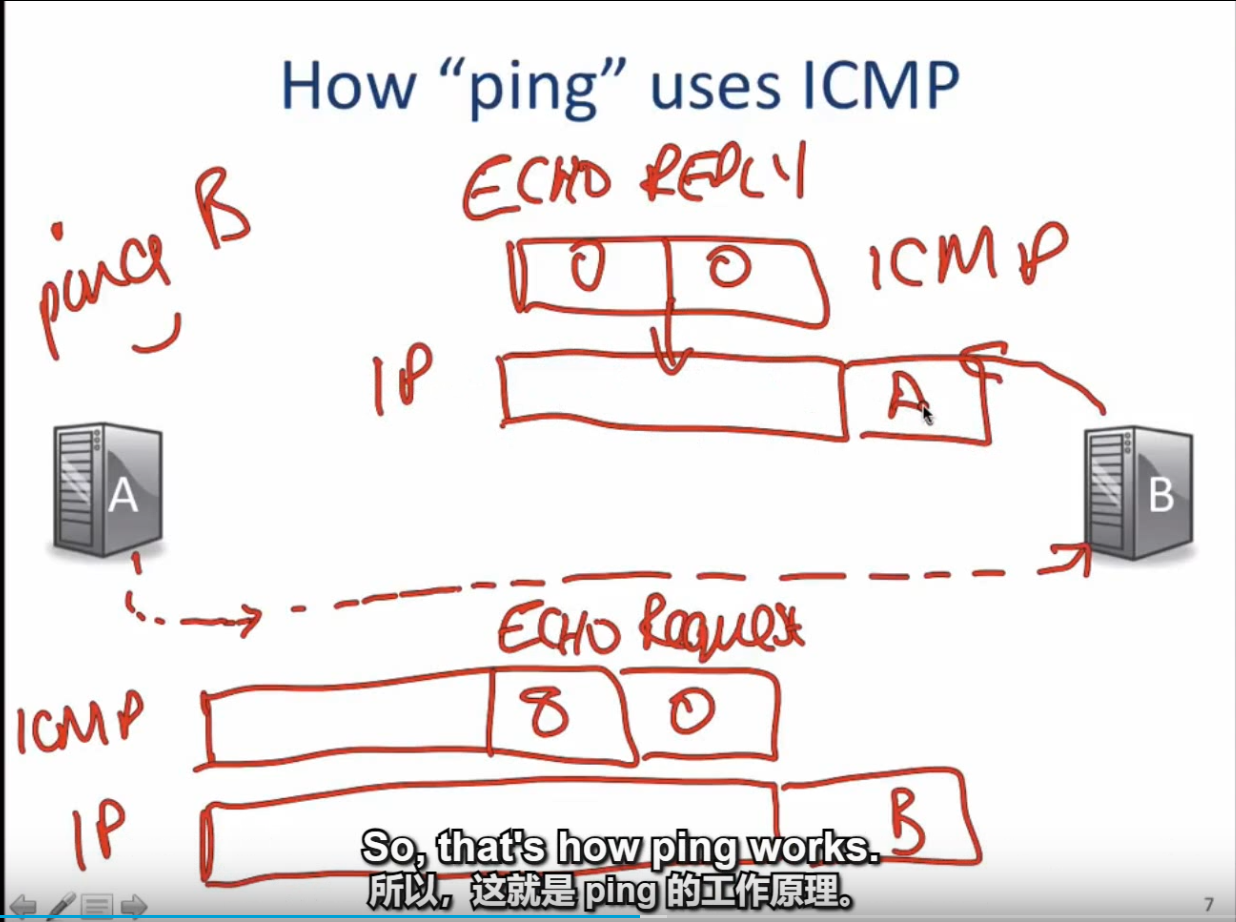 How “ping” uses ICMP
ECHO REPLY
ping B
0 0 ICMP
IP A
A
B
ECHO Request
ICMP 8 0
IP B
So, that's how ping works.
所以，这就是 ping 的工作原理。
7